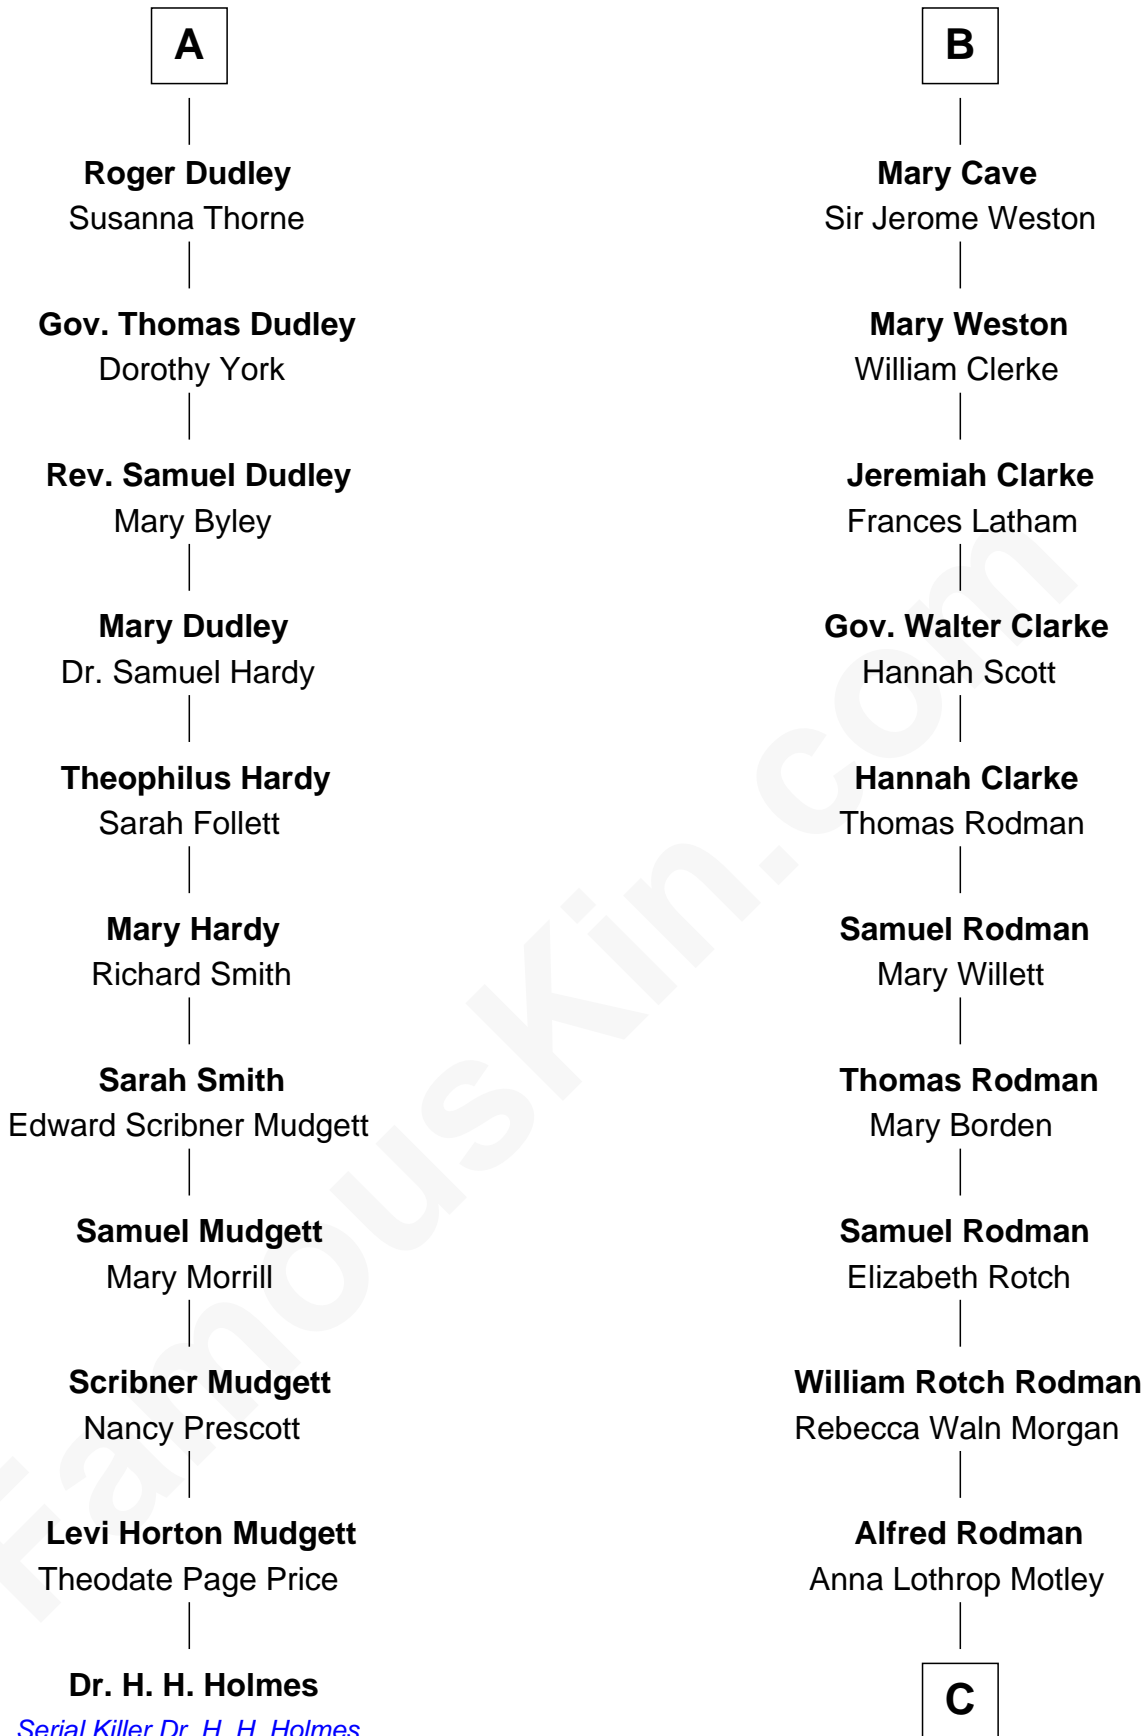 A
Roger Dudley
Susanna Thorne
Gov. Thomas Dudley
Dorothy York
Rev. Samuel Dudley
Mary Byley
Mary Dudley
Dr. Samuel Hardy
Theophilus Hardy
Sarah Follett
Mary Hardy
Richard Smith
Sarah Smith
Edward Scribner Mudgett
Samuel Mudgett
Mary Morrill
Scribner Mudgett
Nancy Prescott
Levi Horton Mudgett
Theodate Page Price
Dr. H. H. Holmes
Serial Killer Dr. H. H. Holmes
B
Mary Cave
Sir Jerome Weston
Mary Weston
William Clerke
Jeremiah Clarke
Frances Latham
Gov. Walter Clarke
Hannah Scott
Hannah Clarke
Thomas Rodman
Samuel Rodman
Mary Willett
Thomas Rodman
Mary Borden
Samuel Rodman
Elizabeth Rotch
William Rotch Rodman
Rebecca Waln Morgan
Alfred Rodman
Anna Lothrop Motley
C
FamousKin.com